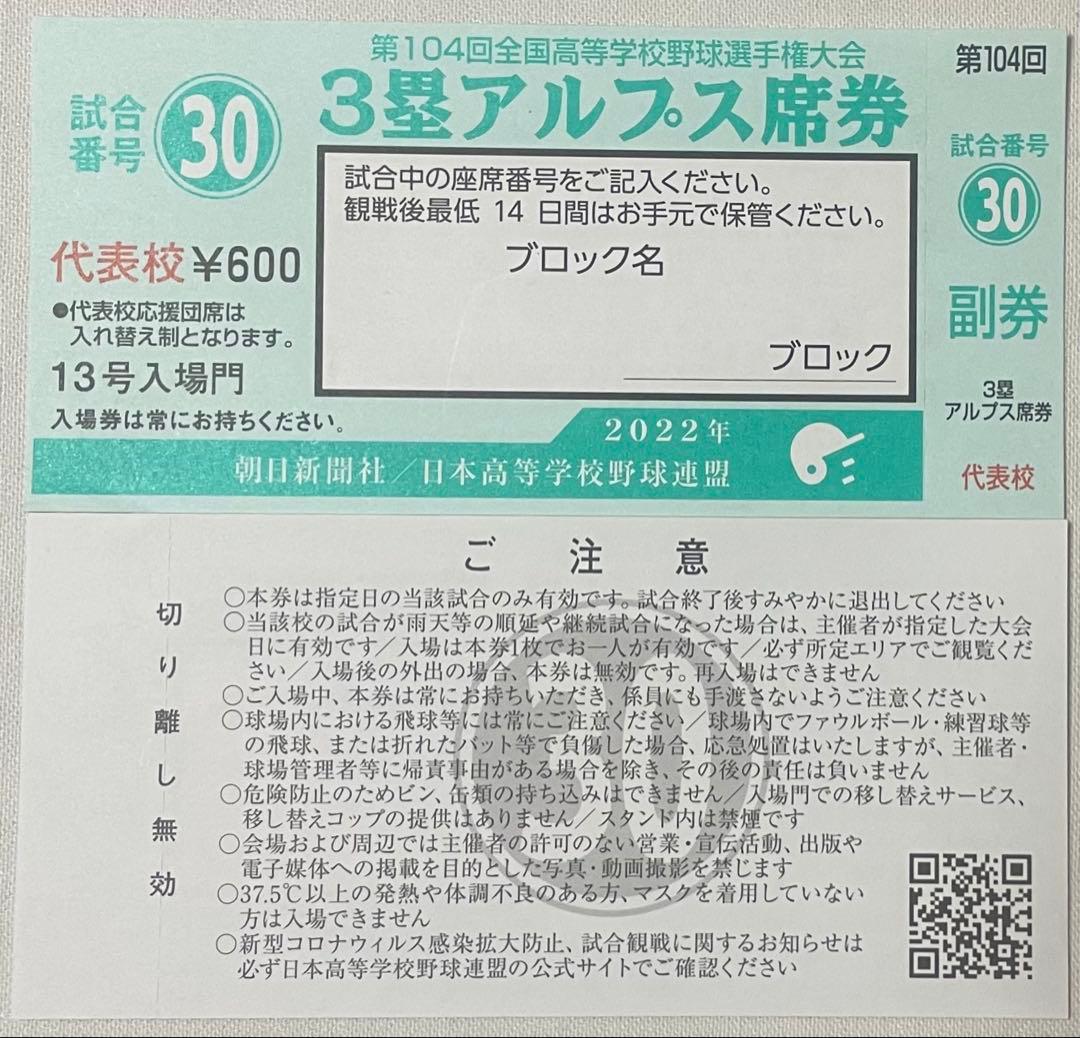 第104回全国高等学校野球選手権大会
試合番号 30
3塁アルプス席券
代表校 ¥600
●代表校応援団席は
入れ替え制となります。
13号入場門
入場券は常にお持ちください。
試合中の座席番号をご記入ください。
観戦後最低 14 日間はお手元で保管ください。
ブロック名
ブロック
2022年
朝日新聞社／日本高等学校野球連盟
第104回
試合番号
30
副券
3塁
アルプス席券
代表校
ご注意
切り離し無効
○本券は指定日の当該試合のみ有効です。試合終了後すみやかに退出してください
○当該校の試合が雨天等の順延や継続試合になった場合は、主催者が指定した大会
日に有効です／入場は本券1枚でお一人が有効です／必ず所定エリアでご観覧くだ
さい／入場後の外出の場合、本券は無効です。再入場はできません
○ご入場中、本券は常にお持ちいただき、係員にも手渡さないようご注意ください
○球場内における飛球等には常にご注意ください／球場内でファウルボール・練習球等
の飛球、または折れたバット等で負傷した場合、応急処置はいたしますが、主催者・
球場管理者等に帰責事由がある場合を除き、その後の責任は負いません
○危険防止のためビン、缶類の持ち込みはできません／入場門での移し替えサービス、
移し替えコップの提供はありません／スタンド内は禁煙です
○会場および周辺では主催者の許可のない営業・宣伝活動、出版や
電子媒体への掲載を目的とした写真・動画撮影を禁じます
○37.5℃以上の発熱や体調不良のある方、マスクを着用していない
方は入場できません
○新型コロナウィルス感染拡大防止、試合観戦に関するお知らせは
必ず日本高等学校野球連盟の公式サイトでご確認ください
30